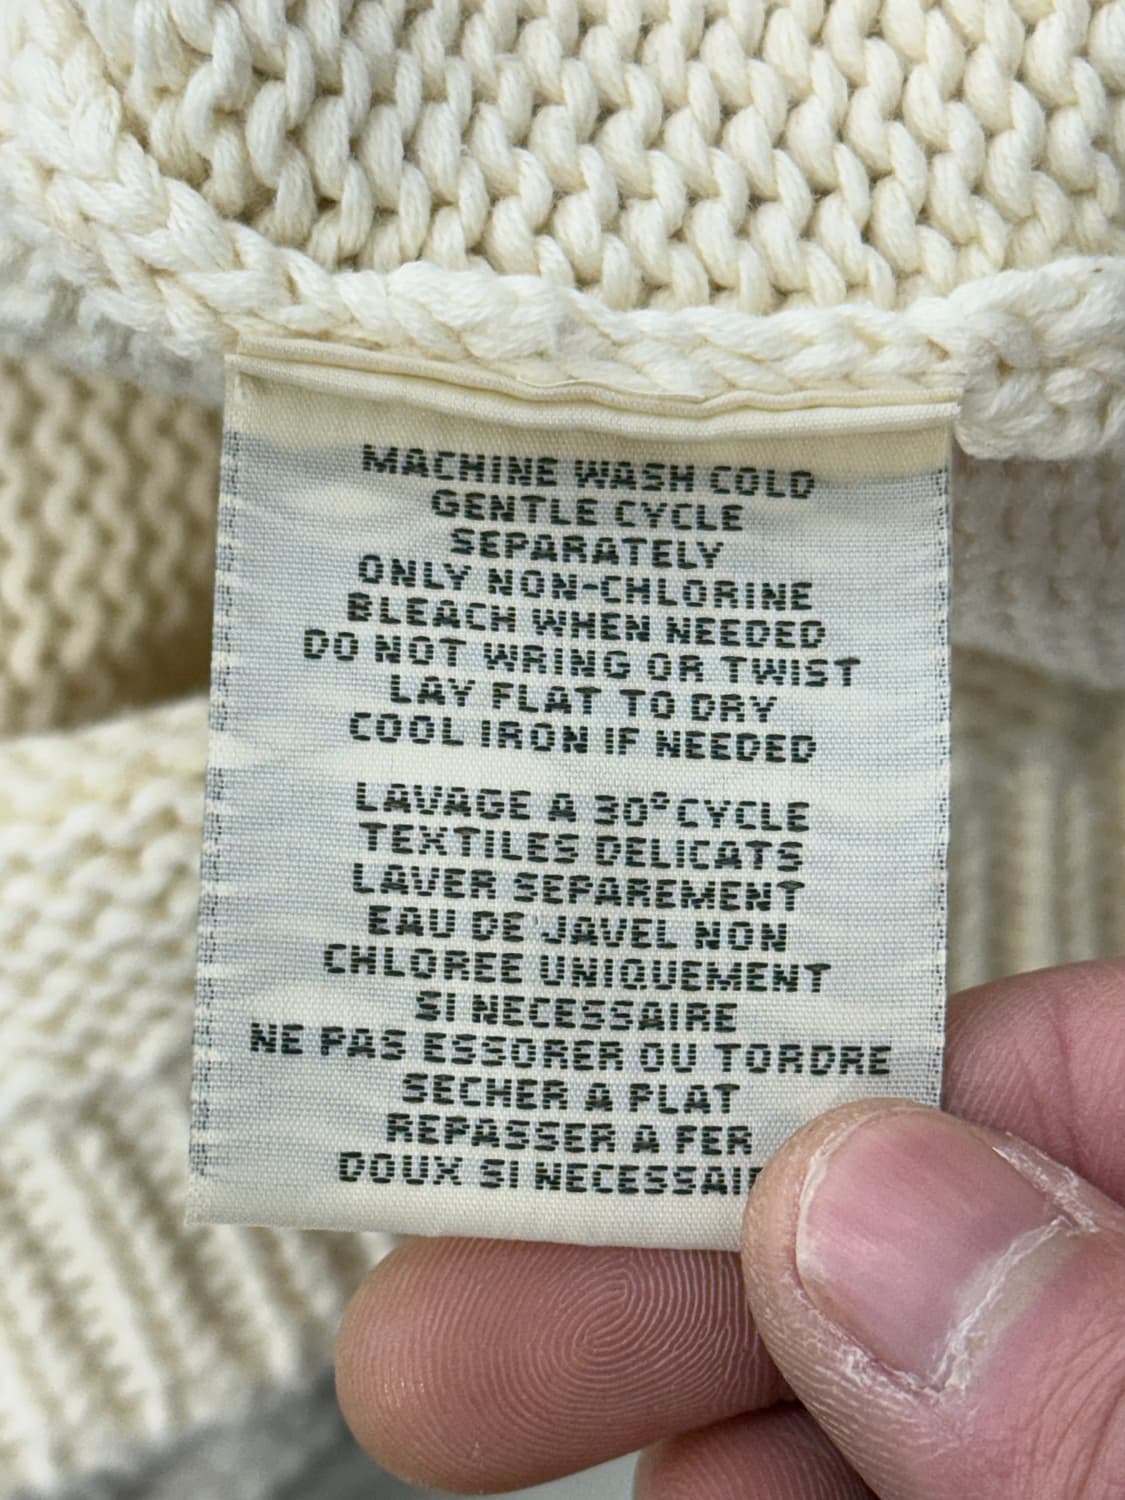 MACHINE WASH COLD
GENTLE CYCLE
SEPARATELY
ONLY NON-CHLORINE
BLEACH WHEN NEEDED
DO NOT WRING OR TWIST
LAY FLAT TO DRY
COOL IRON IF NEEDED
LAVAGE A 30° CYCLE
TEXTILES DELICATS
LAVER SEPAREMENT
EAU DE JAVEL NON
CHLOREE UNIQUEMENT
SI NECESSAIRE
NE PAS ESSORER OU TORDRE
SECHER A PLAT
REPASSER A FER
DOUX SI NECESSAI